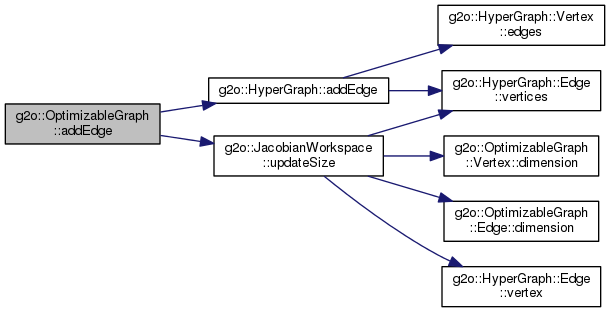 g2o::OptimizableGraph
::addEdge
g2o::HyperGraph::addEdge
g2o::JacobianWorkspace
::updateSize
g2o::HyperGraph::Vertex
::edges
g2o::HyperGraph::Edge
::vertices
g2o::OptimizableGraph
::Vertex::dimension
g2o::OptimizableGraph
::Edge::dimension
g2o::HyperGraph::Edge
::vertex